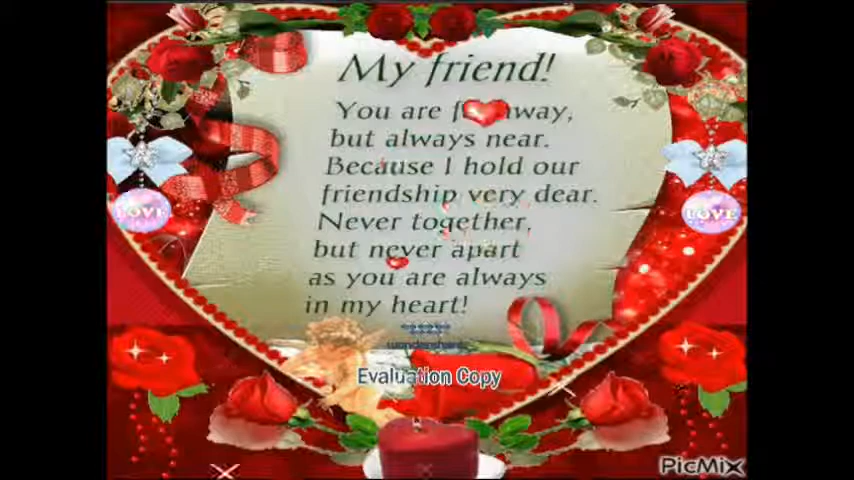 My friend!
You are away,
but always near.
Because I hold our
friendship very dear.
Never together,
but never apart
as you are always
in my heart!
LOVE
LOVE
wondershare
Evaluation Copy
PicMix